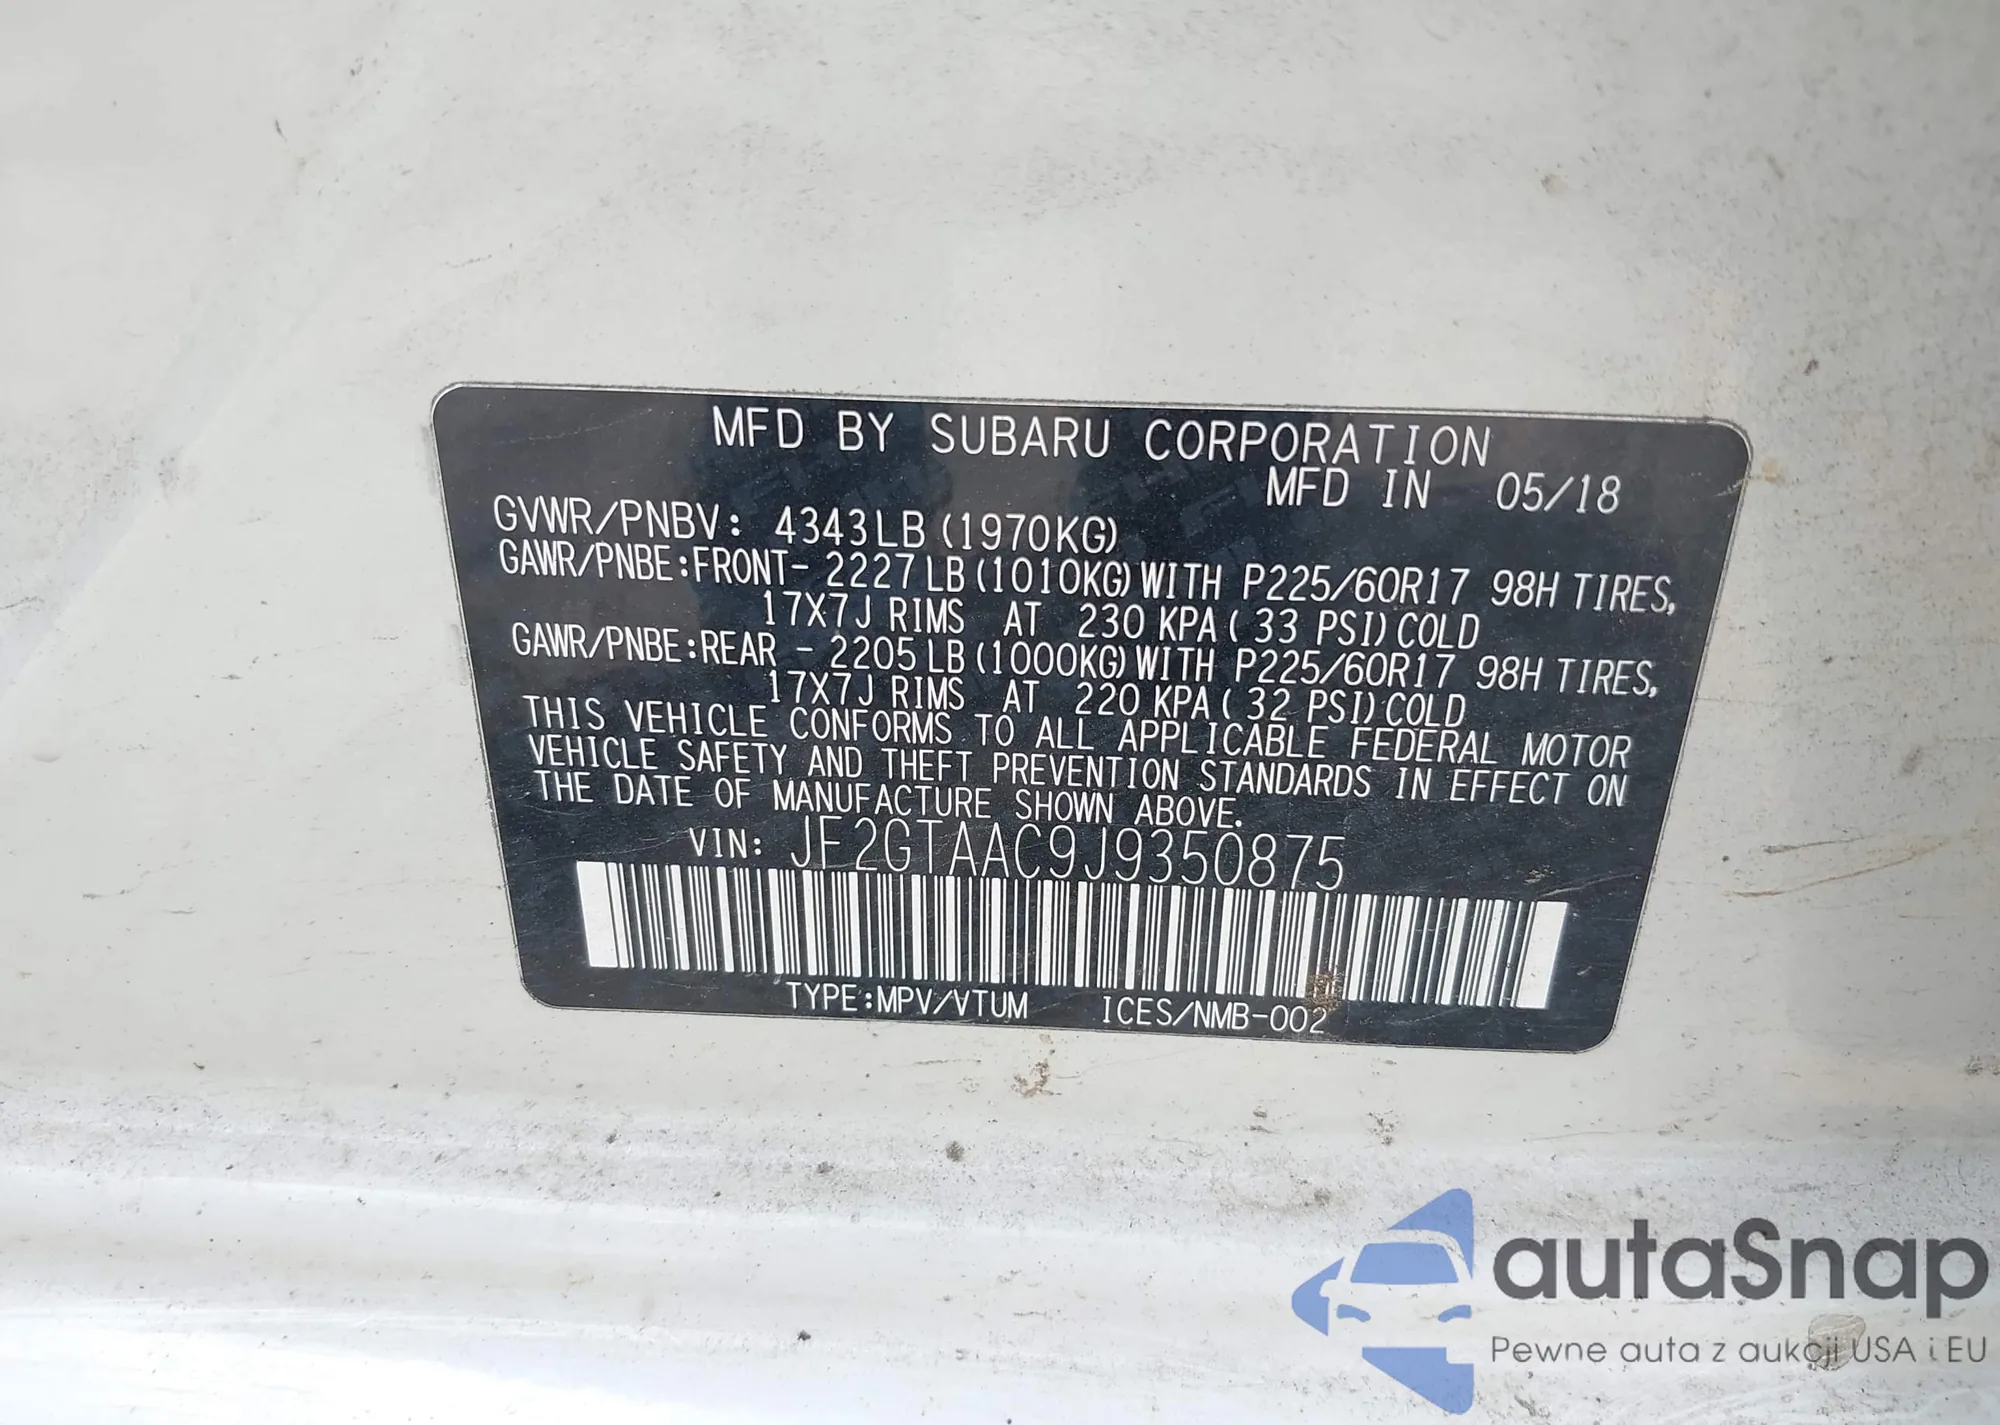 MFD BY SUBARU CORPORATION
MFD IN 05/18
GVWR/PNBV: 4343LB (1970KG)
GAWR/PNBE:FRONT- 2227LB (1010KG) WITH P225/60R17 98H TIRES,
17X7J RIMS AT 230 KPA ( 33 PSI) COLD
GAWR/PNBE:REAR - 2205LB (1000KG) WITH P225/60R17 98H TIRES,
17X7J RIMS AT 220 KPA ( 32 PSI) COLD
THIS VEHICLE CONFORMS TO ALL APPLICABLE FEDERAL MOTOR
VEHICLE SAFETY AND THEFT PREVENTION STANDARDS IN EFFECT ON
THE DATE OF MANUFACTURE SHOWN ABOVE.
VIN: JF2GTAAC9J9350875
TYPE:MPV/VTUM ICES/NMB-002
autaSnap
Pewne auta z aukcji USA i EU